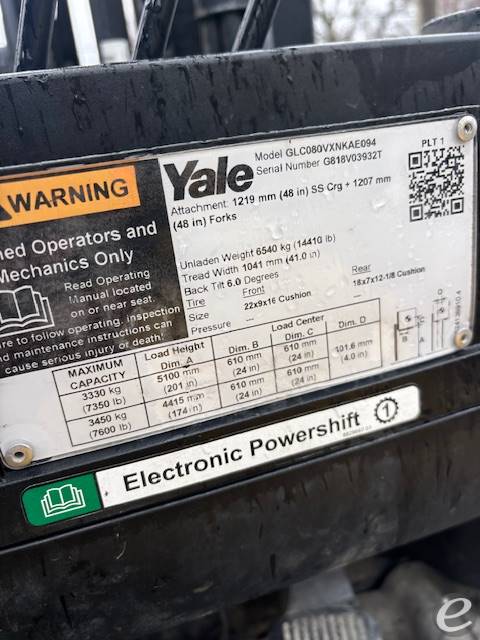 WARNING
ned Operators and
Mechanics Only
Read Operating
Manual located
on or near seat.
re to follow operating, inspection
and maintenance instructions can
cause serious injury or death!
Yale
Model GLC080VXNKAE094
Serial Number G818V03932T
PLT 1
Attachment: 1219 mm (48 in) SS Crg + 1207 mm
(48 in) Forks
Unladen Weight 6540 kg (14410 lb)
Tread Width 1041 mm (41.0 in)
Back Tilt 6.0 Degrees
Tire Front Rear
Size 22x9x16 Cushion 18x7x12-1/8 Cushion
Pressure
Load Center
MAXIMUM CAPACITY Load Height Dim. A Dim. B Dim. C Dim. D
3330 kg (7350 lb) 5100 mm (201 in) 610 mm (24 in) 610 mm (24 in) 101.6 mm (4.0 in)
3450 kg (7600 lb) 4415 mm (174 in) 610 mm (24 in) 610 mm (24 in)
B
A
Electronic Powershift 1
e